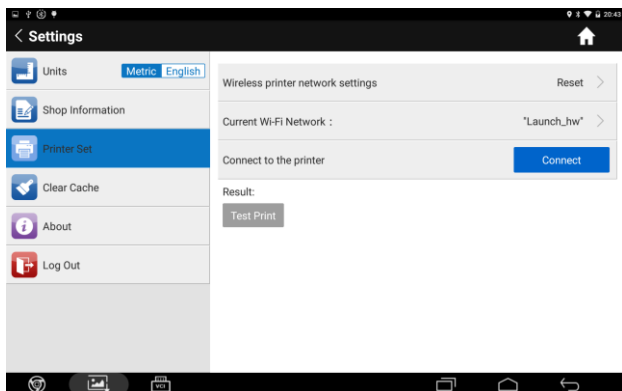 20:43
Settings
Units Metric English
Shop Information
Printer Set
Clear Cache
About
Log Out
Wireless printer network settings Reset
Current Wi-Fi Network : "Launch_hw"
Connect to the printer Connect
Result:
Test Print
VCI